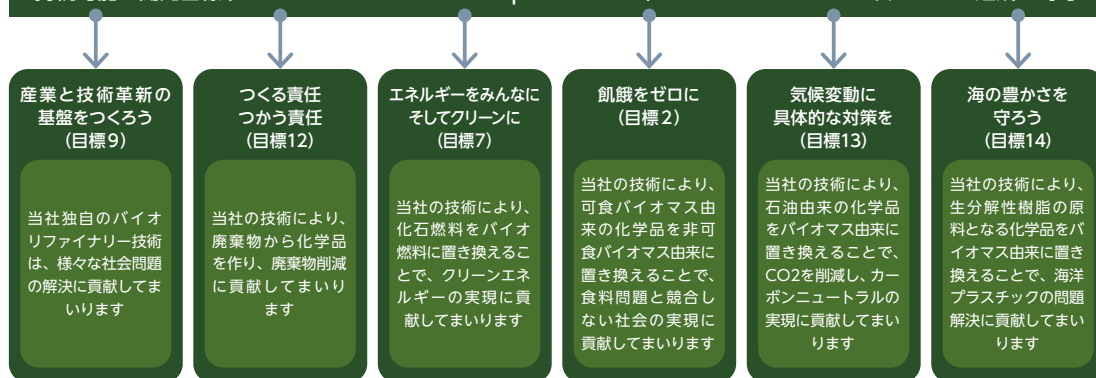 産業と技術革新の
基盤をつくろう
(目標9)
当社独自のバイオ
リファイナリー技術
は、様々な社会問題
の解決に貢献してま
いります
つくる責任
つかう責任
(目標12)
当社の技術により、
廃棄物から化学品
を作り、廃棄物削減
に貢献してまいり
ます
エネルギーをみんなに
そしてクリーンに
(目標7)
当社の技術により、
化石燃料をバイオ
燃料に置き換えるこ
とで、クリーンエネ
ルギーの実現に貢
献してまいります
飢餓をゼロに
(目標2)
当社の技術により、
可食バイオマス由
来の化学品を非可
食バイオマス由来に
置き換えることで、
食料問題と競合し
ない社会の実現に
貢献してまいります
気候変動に
具体的な対策を
(目標13)
当社の技術により、
石油由来の化学品
をバイオマス由来に
置き換えることで、
CO2を削減し、カー
ボンニュートラルの
実現に貢献してまい
ります
海の豊かさを
守ろう
(目標14)
当社の技術により、
生分解性樹脂の原
料となる化学品をバ
イオマス由来に置き
換えることで、海洋
プラスチックの問題
解決に貢献してまい
ります